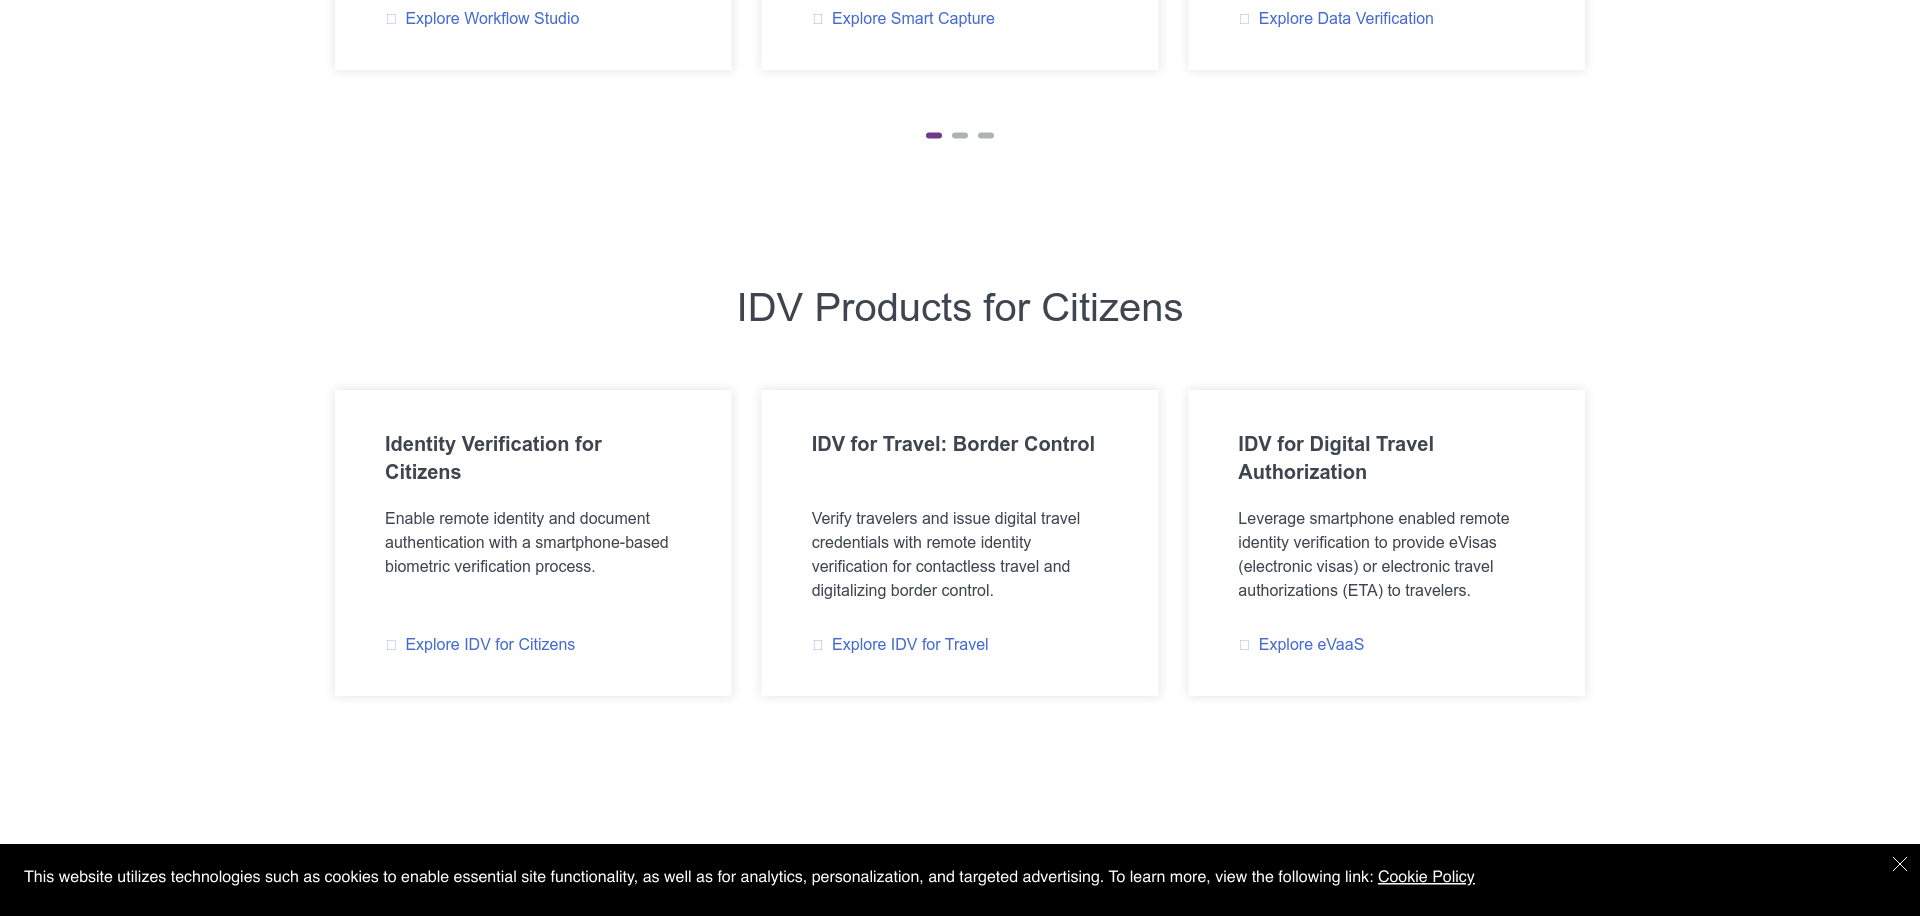 Explore Workflow Studio
Explore Smart Capture
Explore Data Verification
IDV Products for Citizens
Identity Verification for
Citizens
Enable remote identity and document
authentication with a smartphone-based
biometric verification process.
Explore IDV for Citizens
IDV for Travel: Border Control
Verify travelers and issue digital travel
credentials with remote identity
verification for contactless travel and
digitalizing border control.
Explore IDV for Travel
IDV for Digital Travel
Authorization
Leverage smartphone enabled remote
identity verification to provide eVisas
(electronic visas) or electronic travel
authorizations (ETA) to travelers.
Explore eVaaS
This website utilizes technologies such as cookies to enable essential site functionality, as well as for analytics, personalization, and targeted advertising. To learn more, view the following link: Cookie Policy